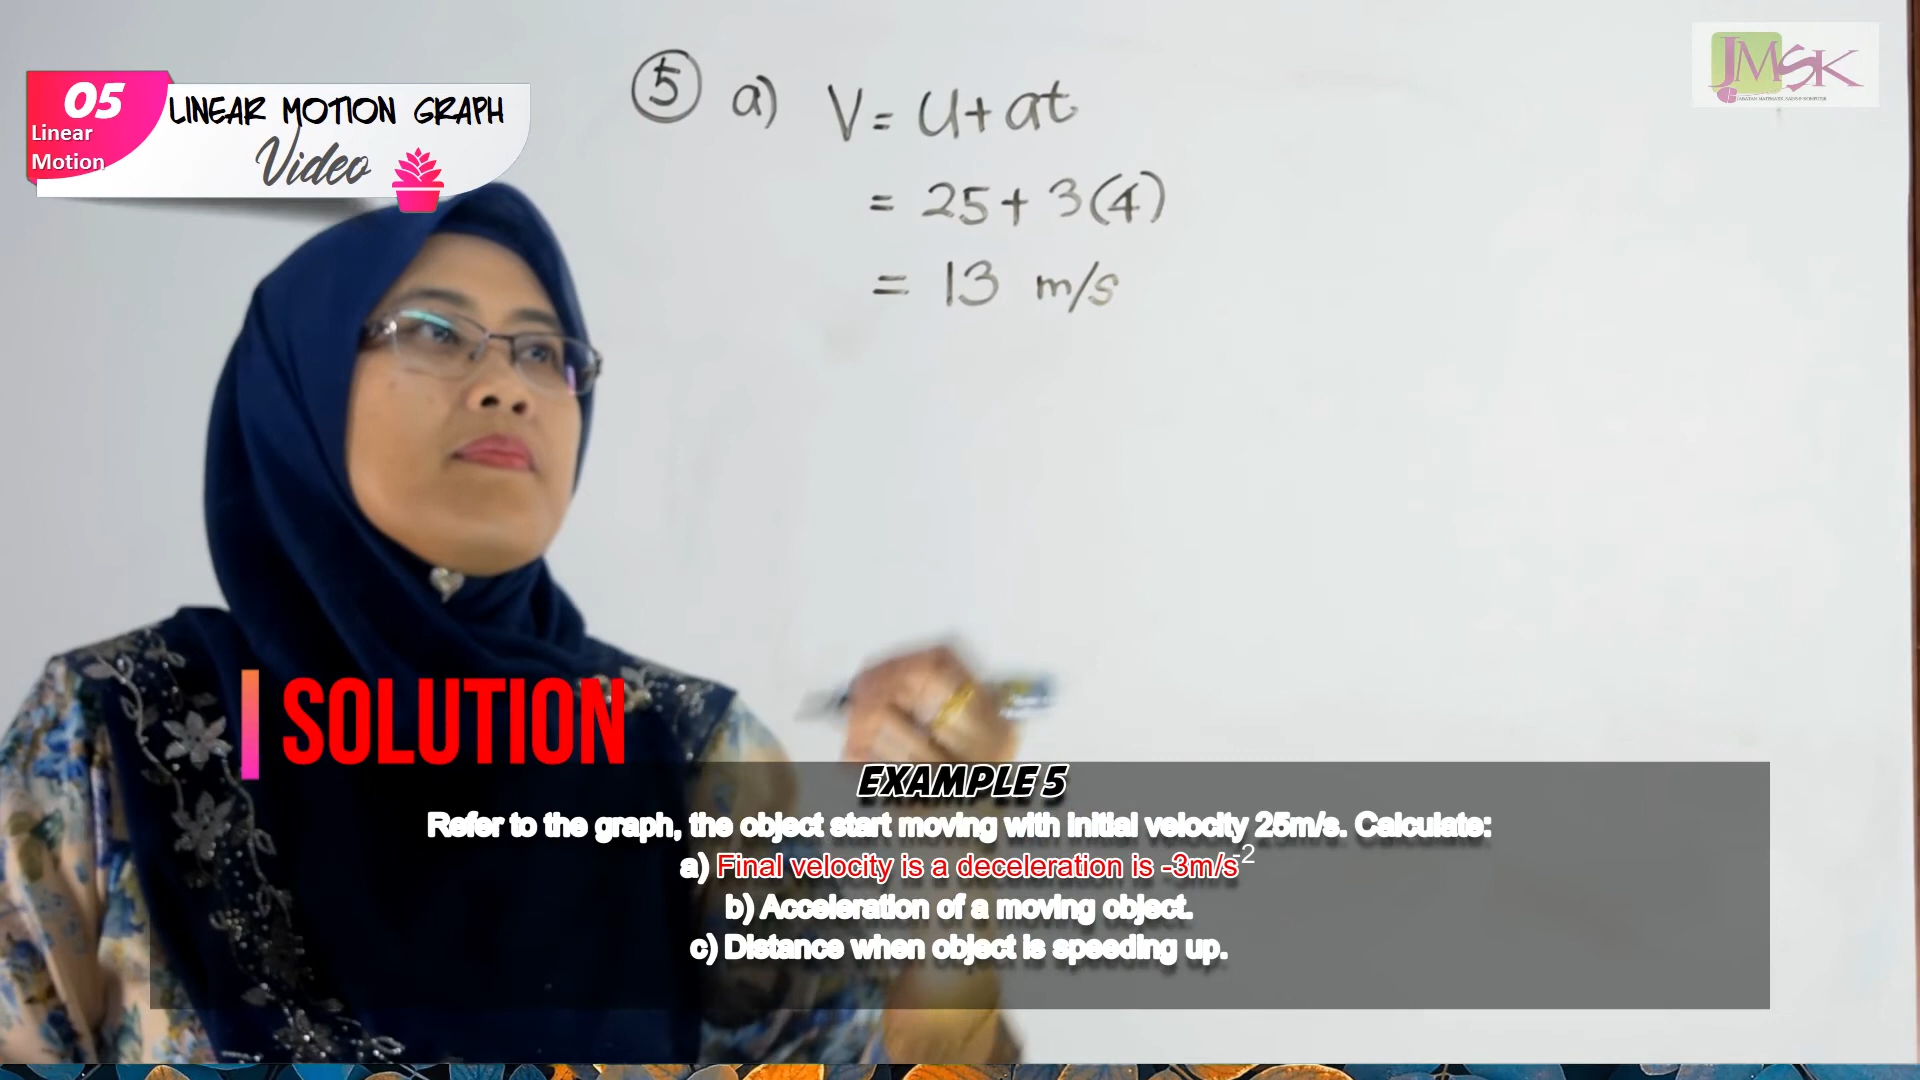 05
Linear
Motion
LINEAR MOTION GRAPH
Video
JMSK
5 a) V = U + at
= 25 + 3(4)
= 13 m/s
SOLUTION
EXAMPLE 5
Refer to the graph, the object start moving with initial velocity 25m/s. Calculate:
a) Final velocity is a deceleration is -3m/s-2
b) Acceleration of a moving object.
c) Distance when object is speeding up.